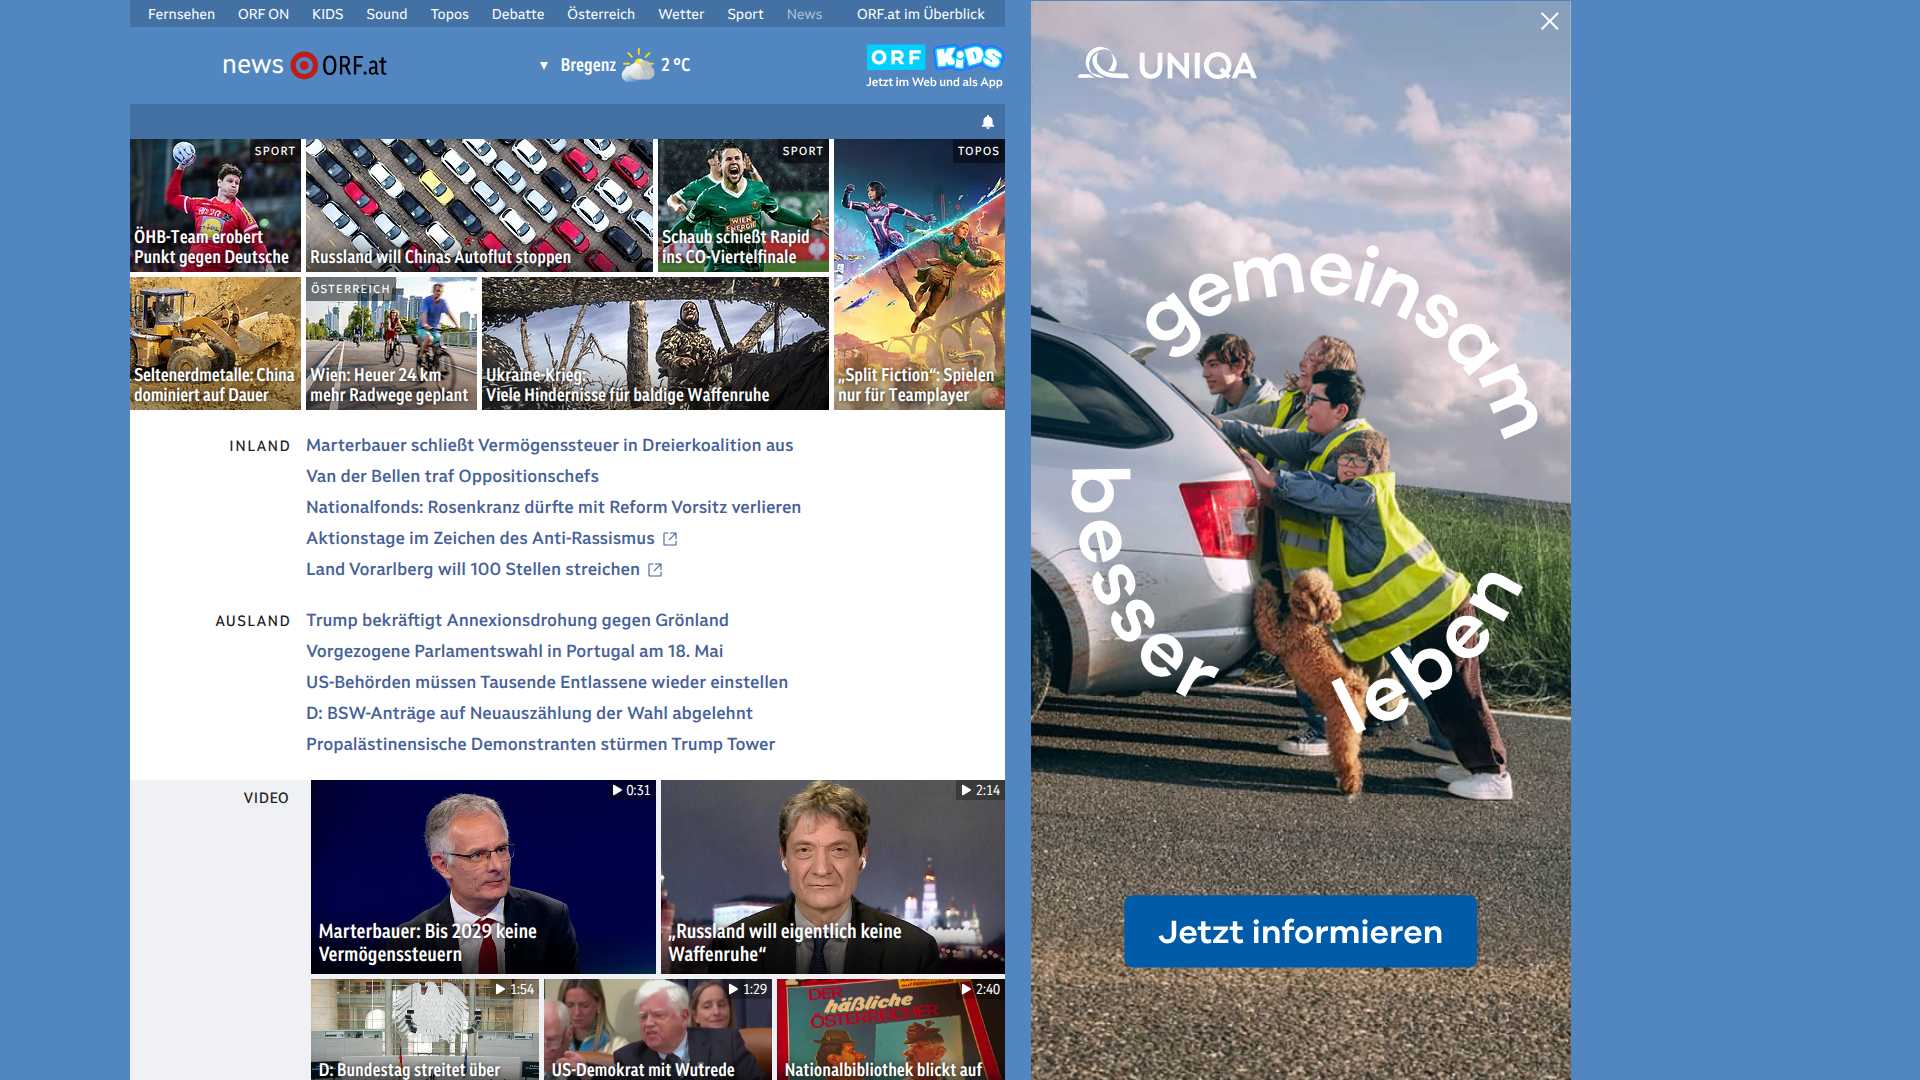 Fernsehen ORF ON KIDS Sound Topos Debatte Österreich Wetter Sport News ORF.at im Überblick
news ORF.at
Bregenz 2 °C
ORF KiDS
Jetzt im Web und als App
SPORT
ÖHB-Team erobert
Punkt gegen Deutsche
Russland will Chinas Autoflut stoppen
SPORT
WIEN ENERGIE
Schaub schießt Rapid
ins CO-Viertelfinale
TOPOS
„Split Fiction“: Spielen
nur für Teamplayer
Seltenerdmetalle: China
dominiert auf Dauer
ÖSTERREICH
Wien: Heuer 24 km
mehr Radwege geplant
Ukraine-Krieg:
Viele Hindernisse für baldige Waffenruhe
INLAND
Marterbauer schließt Vermögenssteuer in Dreierkoalition aus
Van der Bellen traf Oppositionschefs
Nationalfonds: Rosenkranz dürfte mit Reform Vorsitz verlieren
Aktionstage im Zeichen des Anti-Rassismus
Land Vorarlberg will 100 Stellen streichen
AUSLAND
Trump bekräftigt Annexionsdrohung gegen Grönland
Vorgezogene Parlamentswahl in Portugal am 18. Mai
US-Behörden müssen Tausende Entlassene wieder einstellen
D: BSW-Anträge auf Neuauszählung der Wahl abgelehnt
Propalästinensische Demonstranten stürmen Trump Tower
VIDEO
0:31
Marterbauer: Bis 2029 keine
Vermögenssteuern
2:14
„Russland will eigentlich keine
Waffenruhe“
1:54
D: Bundestag streitet über
1:29
US-Demokrat mit Wutrede
2:40
DER
häßliche
ÖSTERREICHER
Nationalbibliothek blickt auf
UNIQA
gemeinsam
besser
leben
Jetzt informieren